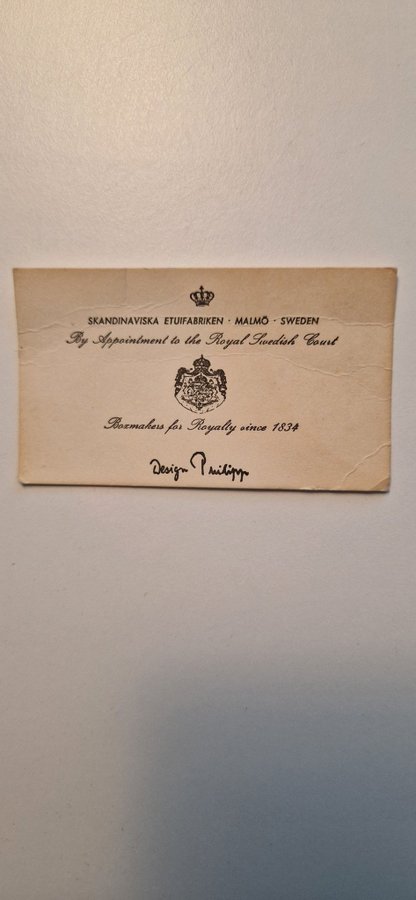 SKANDINAVISKA ETUIFABRIKEN · MALMÖ · SWEDEN
By Appointment to the Royal Swedish Court
Boxmakers for Royalty since 1834
Design Philipp